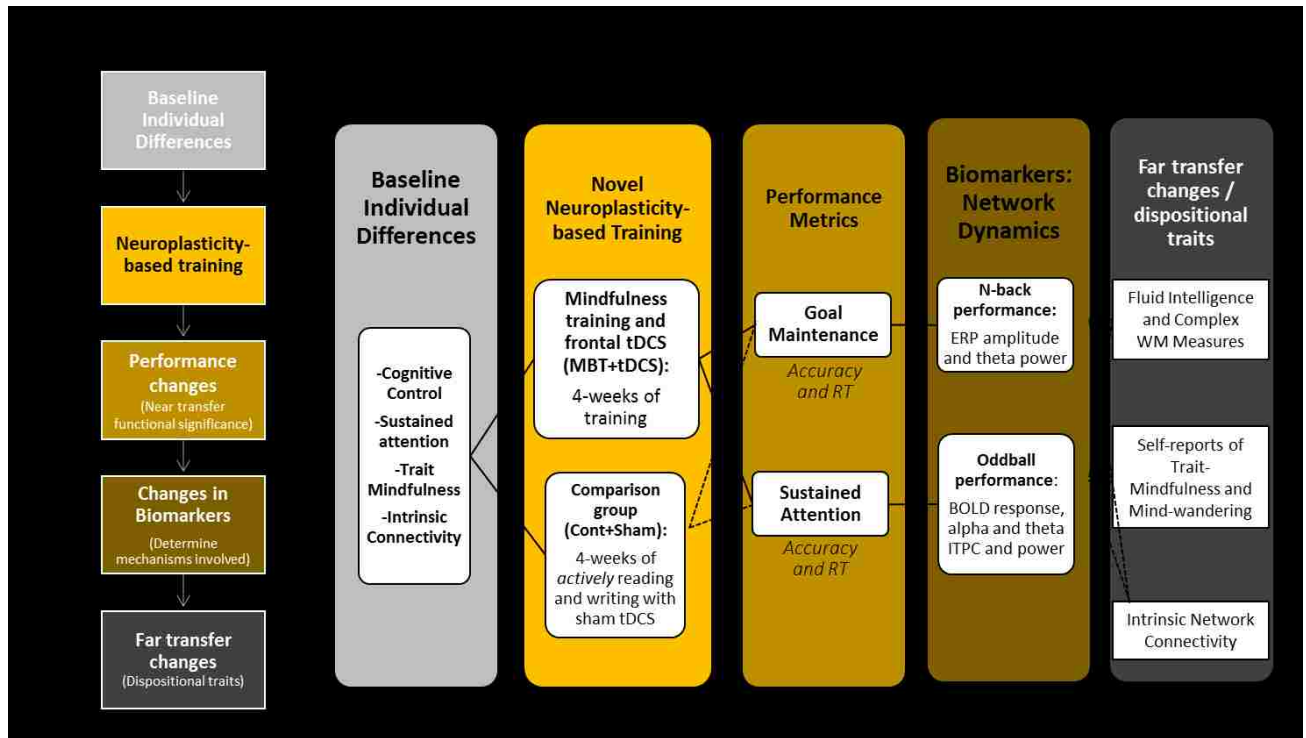 Baseline
Individual
Differences
Neuroplasticity-
based training
Performance
changes
(Near transfer
functional significance)
Changes in
Biomarkers
(Determine
mechanisms involved)
Far transfer
changes
(Dispositional traits)
Baseline
Individual
Differences
-Cognitive
Control
-Sustained
attention
-Trait
Mindfulness
-Intrinsic
Connectivity
Novel
Neuroplasticity-
based Training
Mindfulness
training and
frontal tDCS
(MBT+tDCS):
4-weeks of
training
Comparison
group
(Cont+Sham):
4-weeks of
actively reading
and writing with
sham tDCS
Performance
Metrics
Goal
Maintenance
Accuracy
and RT
Sustained
Attention
Accuracy
and RT
Biomarkers:
Network
Dynamics
N-back
performance:
ERP amplitude
and theta power
Oddball
performance:
BOLD response,
alpha and theta
ITPC and power
Far transfer
changes /
dispositional
traits
Fluid Intelligence
and Complex
WM Measures
Self-reports of
Trait-
Mindfulness and
Mind-wandering
Intrinsic Network
Connectivity